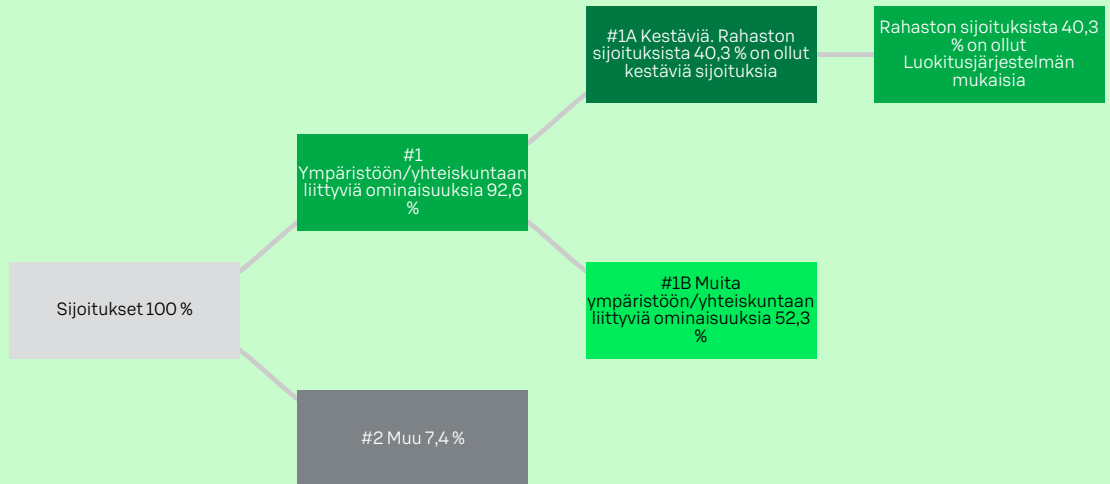 #1A Kestäviä. Rahaston
sijoituksista 40,3 % on ollut
kestäviä sijoituksia
Rahaston sijoituksista 40,3
% on ollut
Luokitusjärjestelmän
mukaisia
#1
Ympäristöön/yhteiskuntaan
liittyviä ominaisuuksia 92,6
%
Sijoitukset 100 %
#1B Muita
ympäristöön/yhteiskuntaan
liittyviä ominaisuuksia 52,3
%
#2 Muu 7,4 %